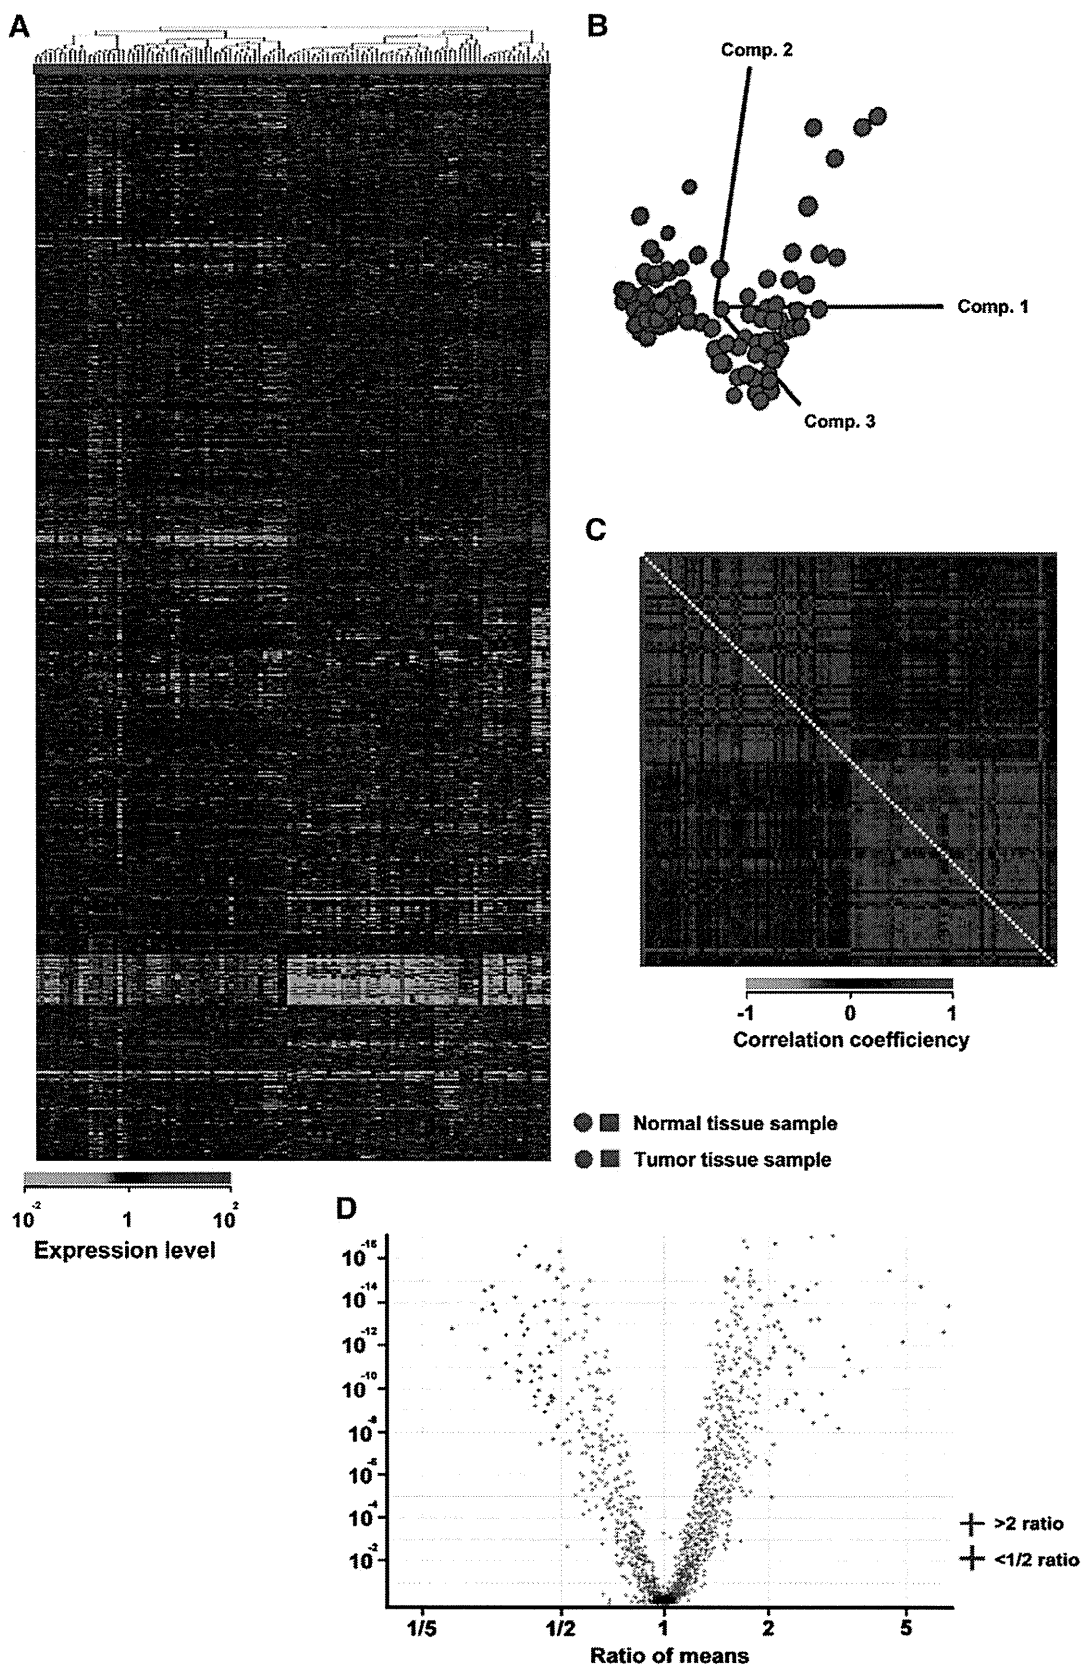 A
B
Comp. 2
Comp. 1
Comp. 3
C
-1 0 1
Correlation coefficiency
Normal tissue sample
Tumor tissue sample
10-2 1 102
Expression level
D
10-16
10-14
10-12
10-10
10-8
10-6
10-4
10-2
>2 ratio
<1/2 ratio
1/5 1/2 1 2 5
Ratio of means